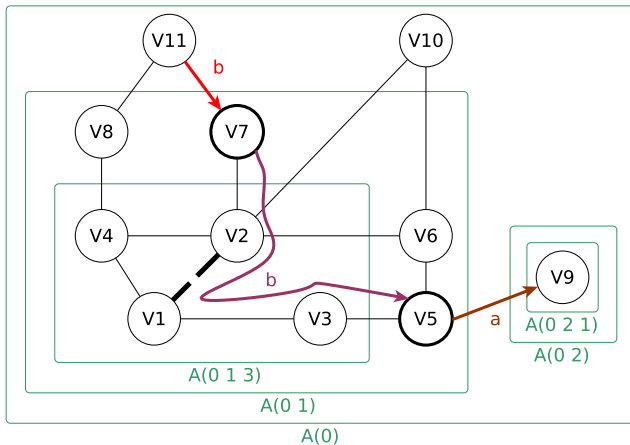 V11 V10
b
V8 V7
V4 V2 V6
V9
b
V1 V3 V5 a
A(0 2 1)
A(0 2)
A(0 1 3)
A(0 1)
A(0)